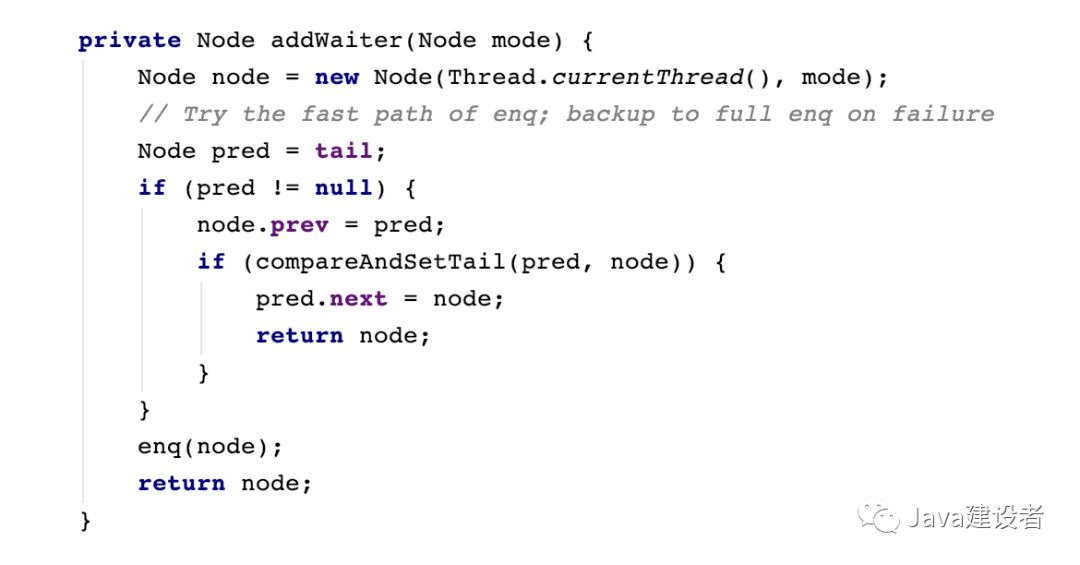 private Node addWaiter(Node mode) {
    Node node = new Node(Thread.currentThread(), mode);
    // Try the fast path of enq; backup to full enq on failure
    Node pred = tail;
    if (pred != null) {
        node.prev = pred;
        if (compareAndSetTail(pred, node)) {
            pred.next = node;
            return node;
        }
    }
    enq(node);
    return node;
}
Java建设者